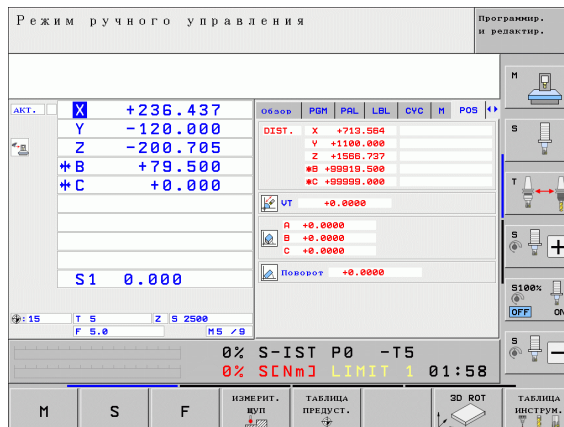 Режим ручного управления
Программир.
и редактир.
АКТ.
X +236.437
Y -120.000
Z -200.705
B +79.500
C +0.000
S1 0.000
:15
T 5
Z
S 2500
F 5.0
M5 / 9
Обзор PGM PAL LBL CYC M POS
DIST.
X +713.564
Y +1100.000
Z +1566.737
*B +99919.500
*C +99999.000
VT +0.0000
A +0.0000
B +0.0000
C +0.0000
Поворот +0.0000
0% S-IST P0 -T5
0% S[Nm] LIMIT 1 01:58
M
S
T
S
S100%
OFF ON
S
M
S
F
ИЗМЕРИТ.
ЩУП
ТАБЛИЦА
ПРЕДУСТ.
3D ROT
ТАБЛИЦА
ИНСТРУМ.